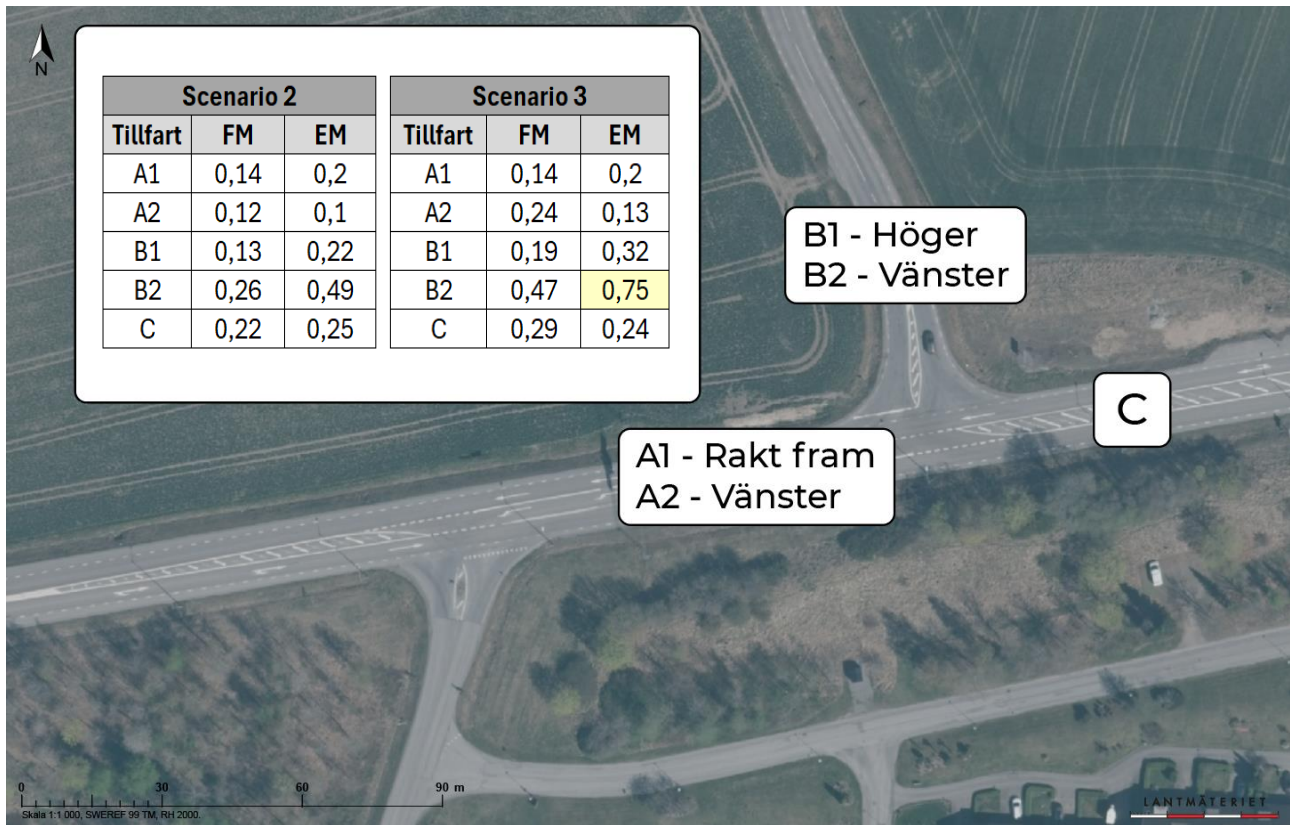 N
Scenario 2
Tillfart FM EM
A1 0,14 0,2
A2 0,12 0,1
B1 0,13 0,22
B2 0,26 0,49
C 0,22 0,25
Scenario 3
Tillfart FM EM
A1 0,14 0,2
A2 0,24 0,13
B1 0,19 0,32
B2 0,47 0,75
C 0,29 0,24
B1 - Höger
B2 - Vänster
C
A1 - Rakt fram
A2 - Vänster
0 30 60 90 m
Skala 1:1 000, SWEREF 99 TM, RH 2000.
LANTMÄTERIET